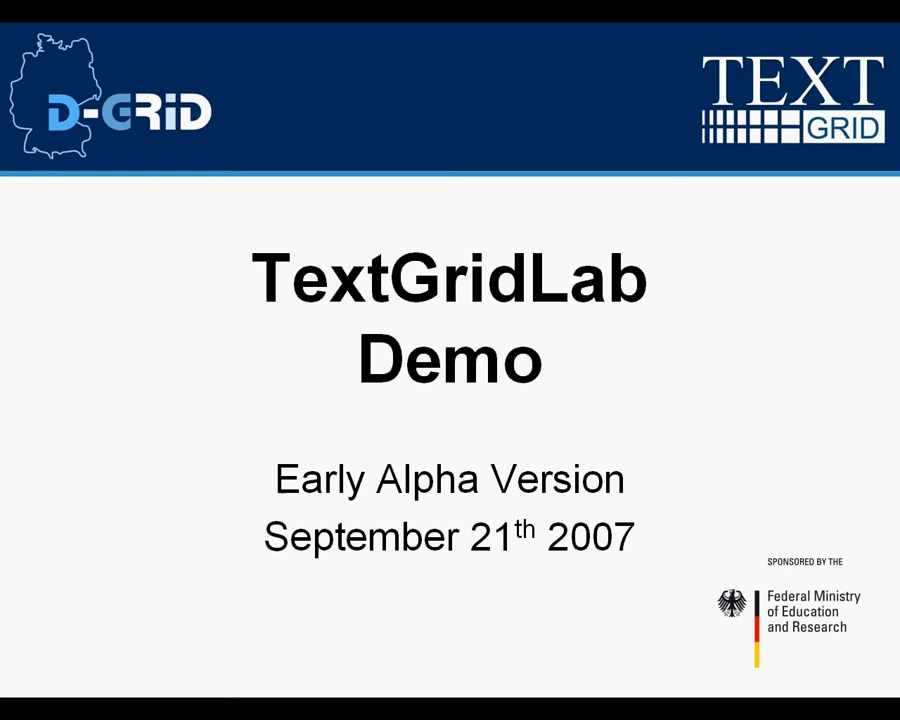 D-GRID
TEXT
GRID
TextGridLab
Demo
Early Alpha Version
September 21th 2007
SPONSORED BY THE
Federal Ministry
of Education
and Research